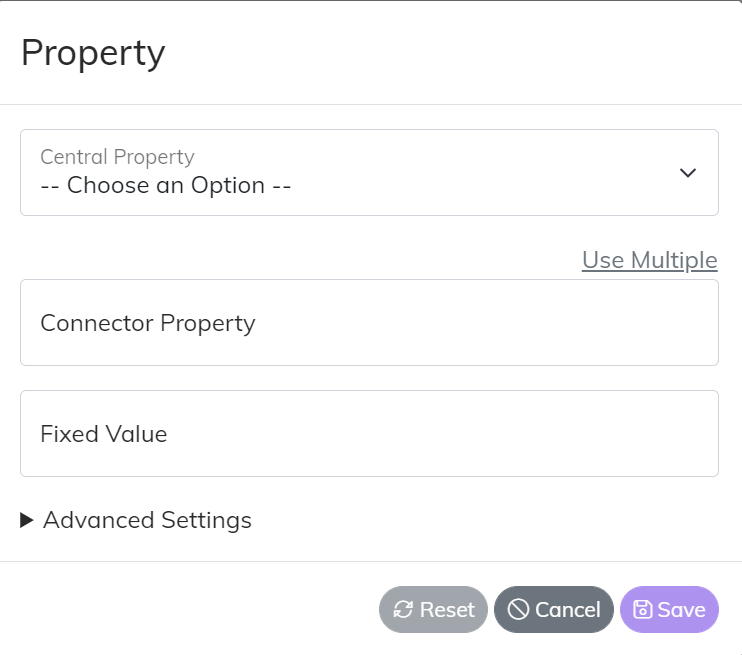 Property
Central Property
-- Choose an Option --
Use Multiple
Connector Property
Fixed Value
Advanced Settings
Reset Cancel Save